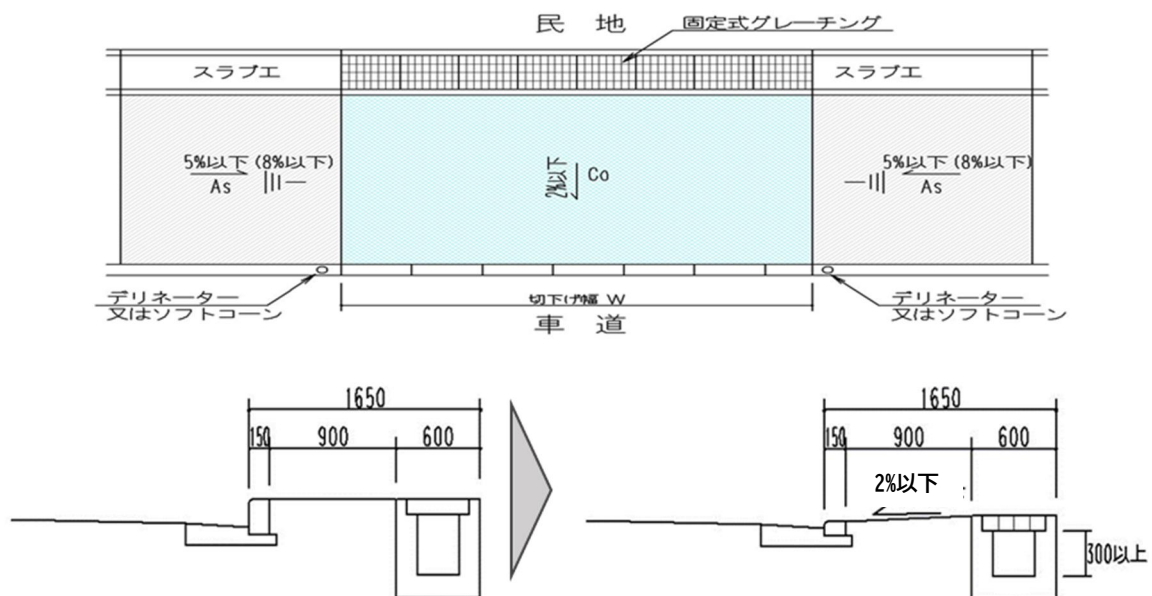 民 地
固定式グレーチング
スラブエ
スラブエ
5%以下 (8%以下)
As
2%以下
Co
5%以下 (8%以下)
As
デリネーター
又はソフトコーン
切下げ幅 W
車 道
デリネーター
又はソフトコーン
1650
150
900
600
1650
150
900
600
2%以下
300以上